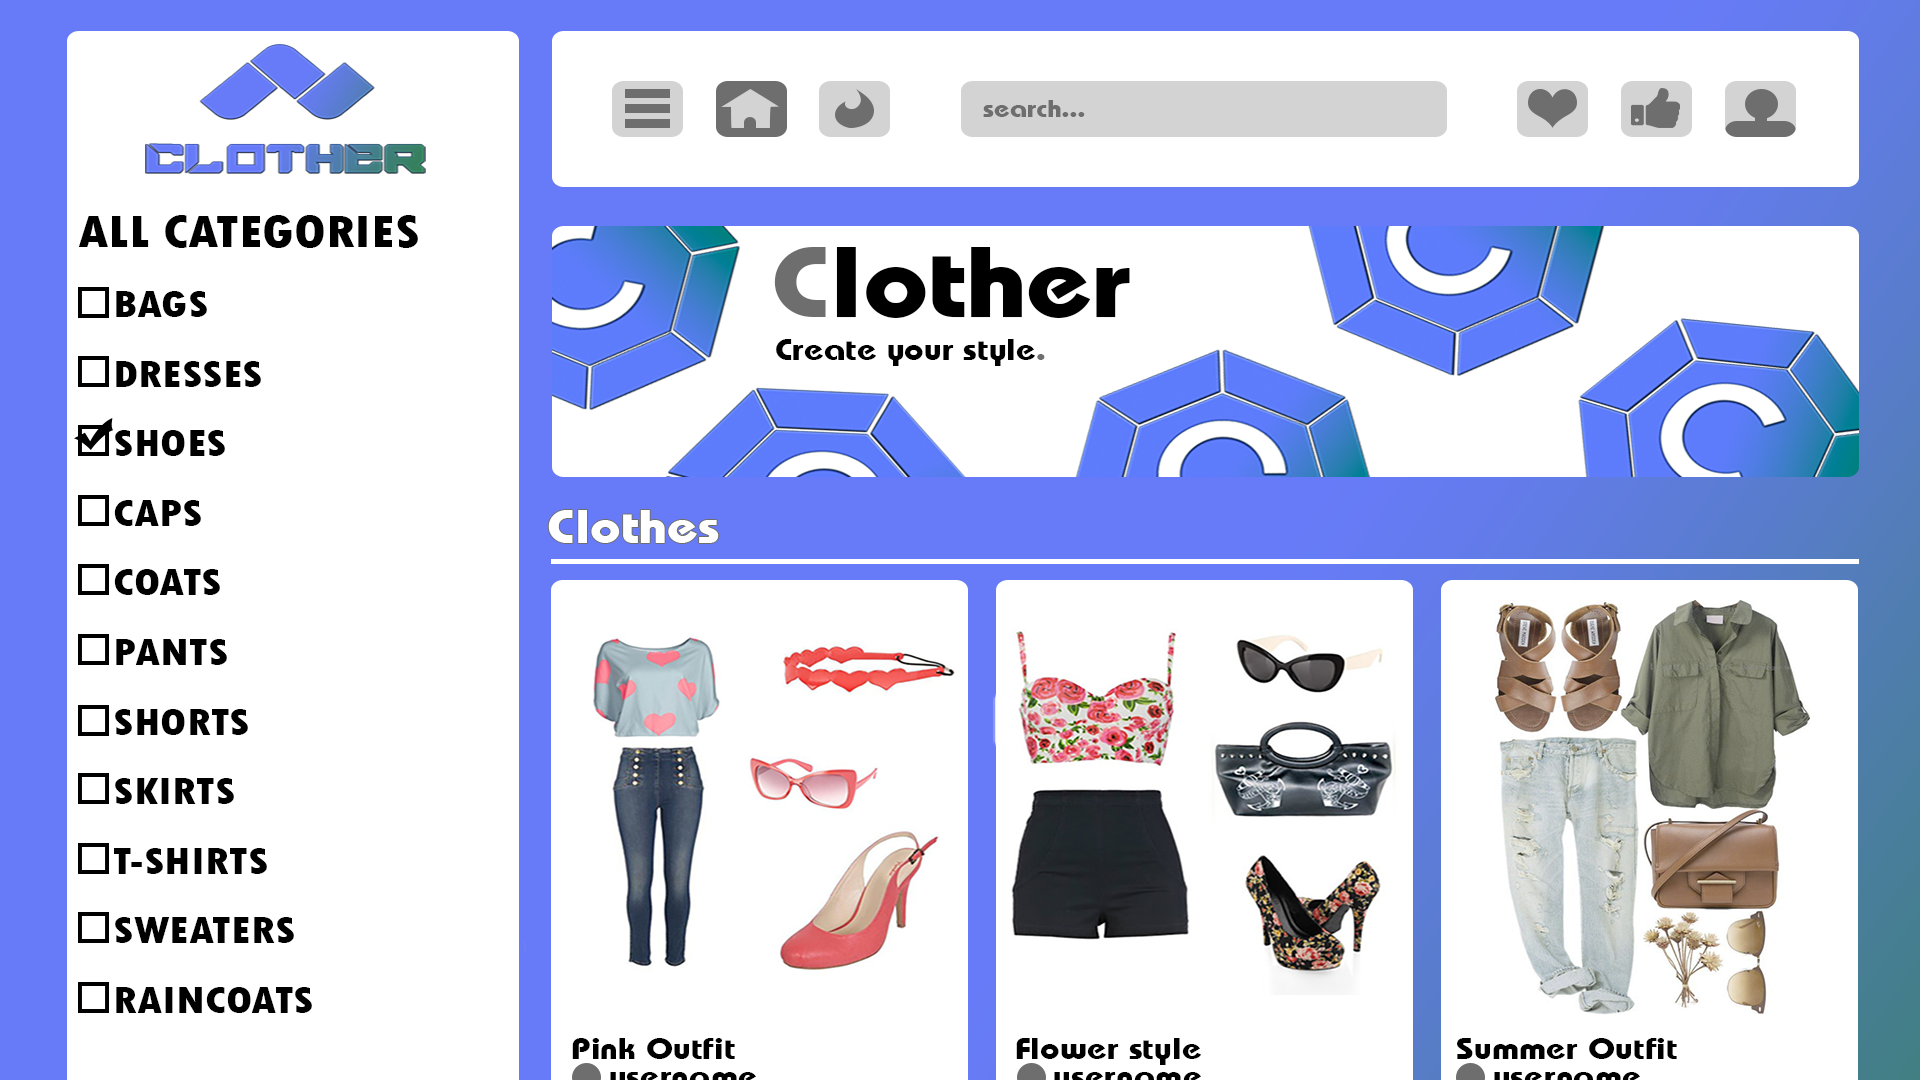 CLOTHER
ALL CATEGORIES
BAGS
DRESSES
SHOES
CAPS
COATS
PANTS
SHORTS
SKIRTS
T-SHIRTS
SWEATERS
RAINCOATS
search...
C
Clother
Create your style.
C
C
C
C
Clothes
Pink Outfit
username
Flower style
username
Summer Outfit
username